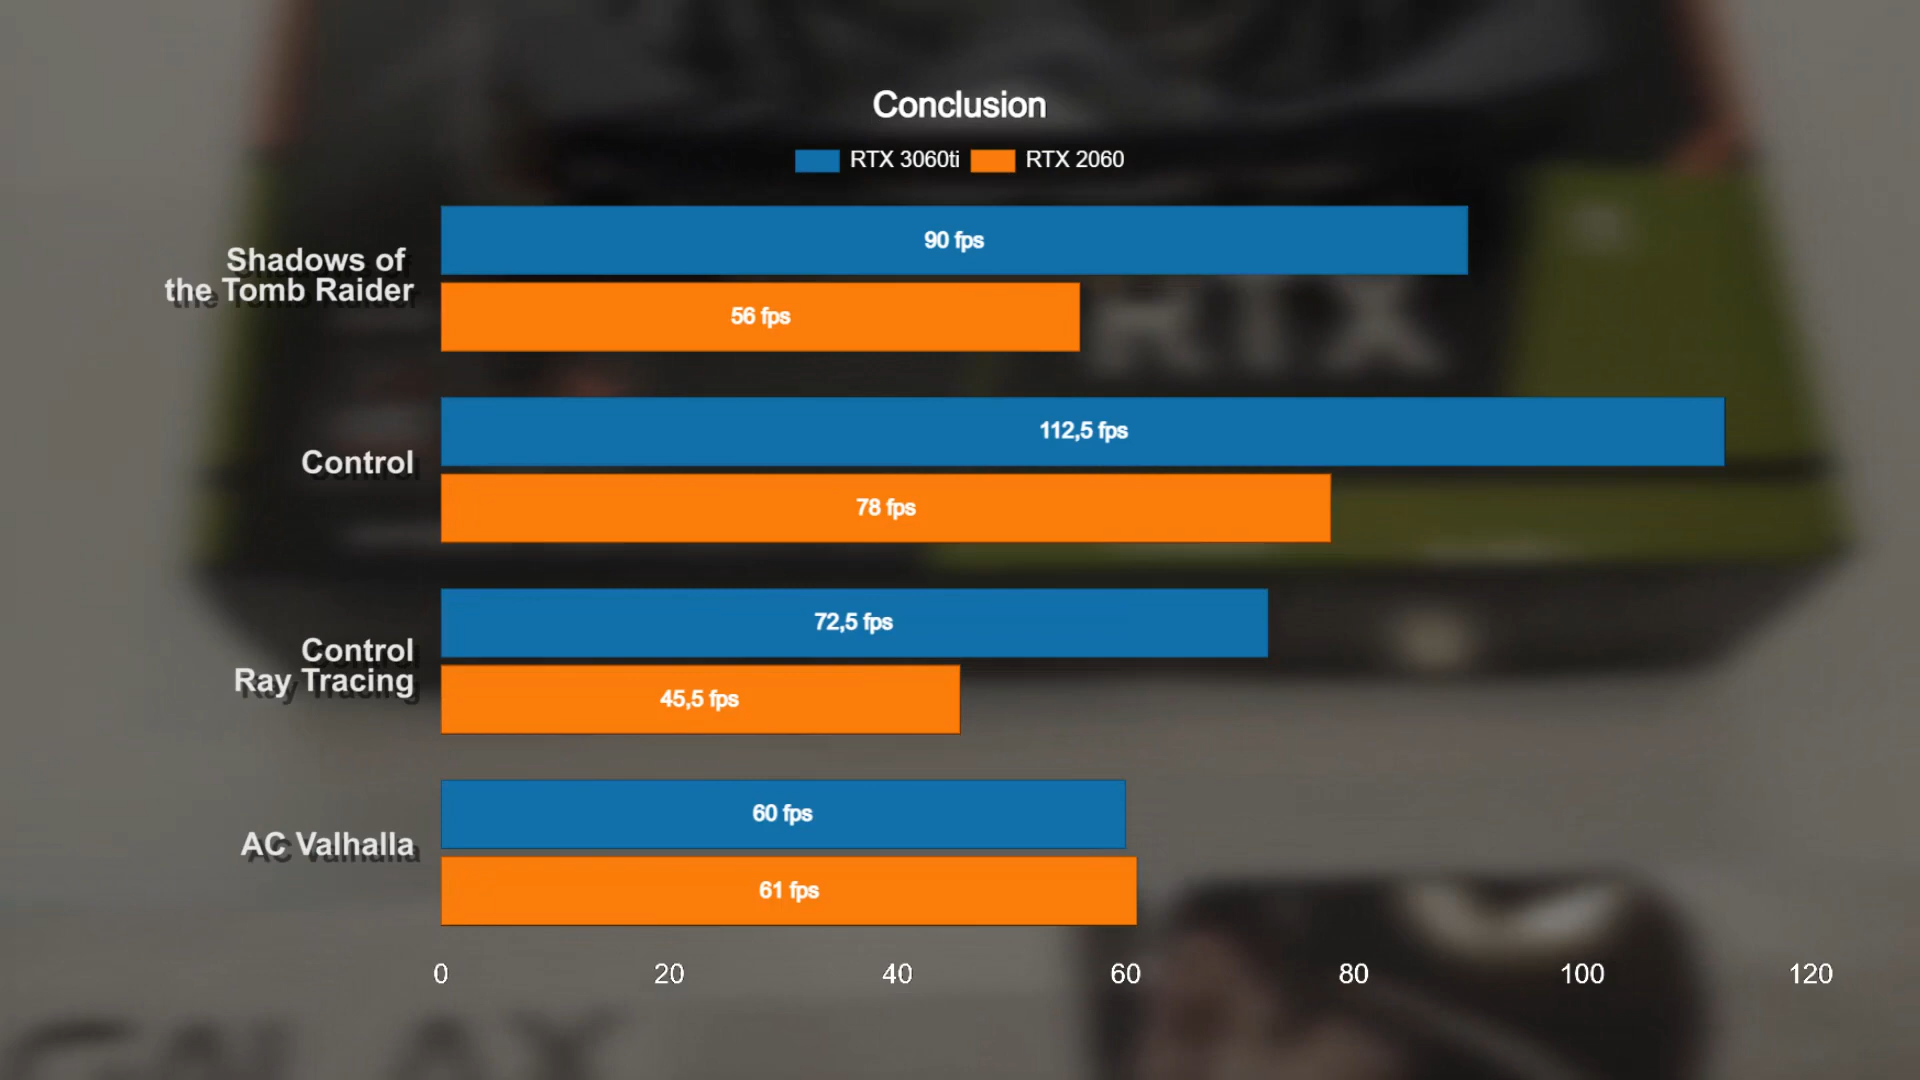 Conclusion
RTX 3060ti RTX 2060
Shadows of
the Tomb Raider
90 fps
56 fps
RTX
Control
112,5 fps
78 fps
Control
Ray Tracing
72,5 fps
45,5 fps
AC Valhalla
60 fps
61 fps
0 20 40 60 80 100 120
GALAX